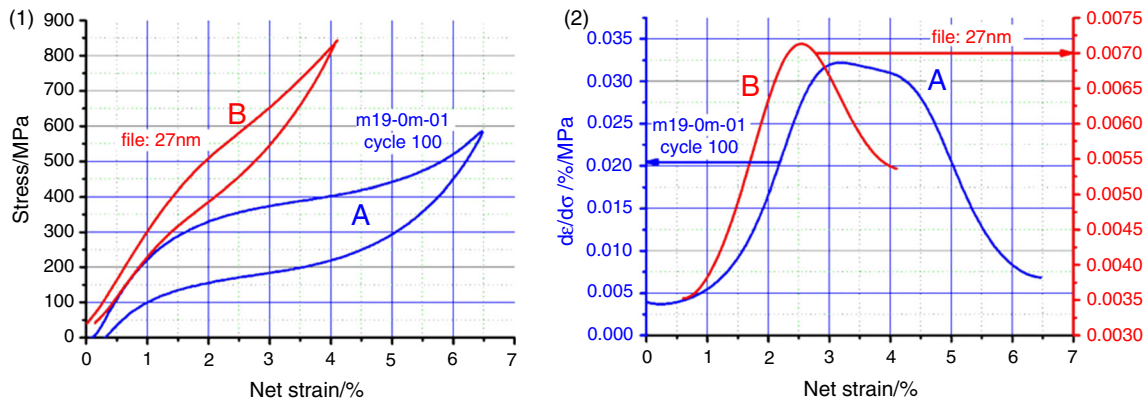 (1)
900
800
700
600
500
400
300
200
100
0
Stress/MPa
B
file: 27nm
m19-0m-01
cycle 100
A
0 1 2 3 4 5 6 7
Net strain/%
(2)
0.035
0.030
0.025
0.020
0.015
0.010
0.005
0.000
dε/dσ /%/MPa
file: 27nm
B
A
m19-0m-01
cycle 100
0.0075
0.0070
0.0065
0.0060
0.0055
0.0050
0.0045
0.0040
0.0035
0.0030
0 1 2 3 4 5 6 7
Net strain/%